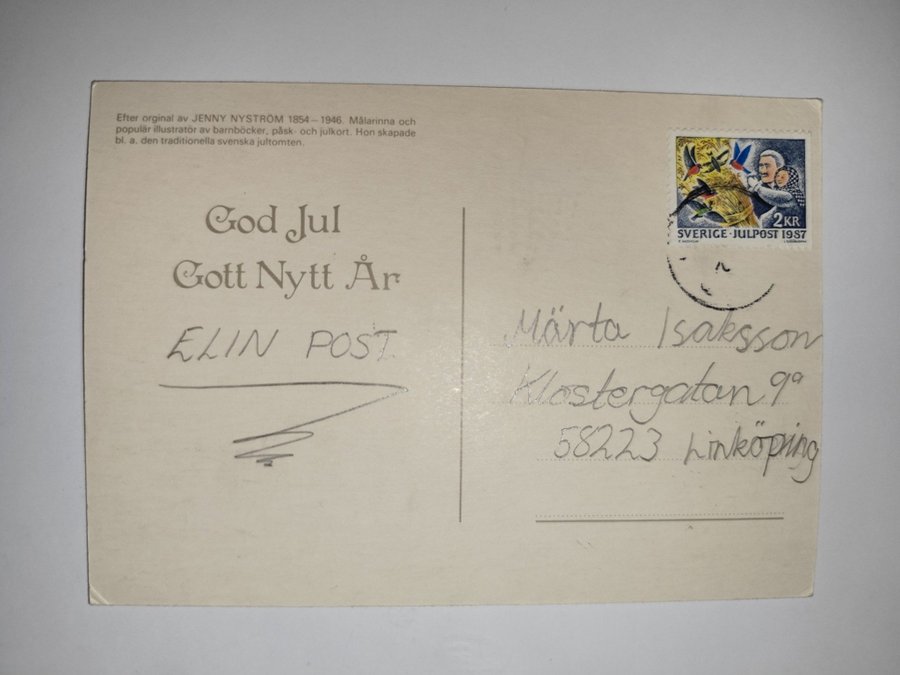 Efter orginal av JENNY NYSTRÖM 1854–1946. Målarinna och
populär illustratör av barnböcker, påsk- och julkort. Hon skapade
bl. a. den traditionella svenska jultomten.
God Jul
Gott Nytt År
ELIN POST
2KR
SVERIGE · JULPOST 1987
Märta Isaksson
Klostergatan 9a
58223 Linköping